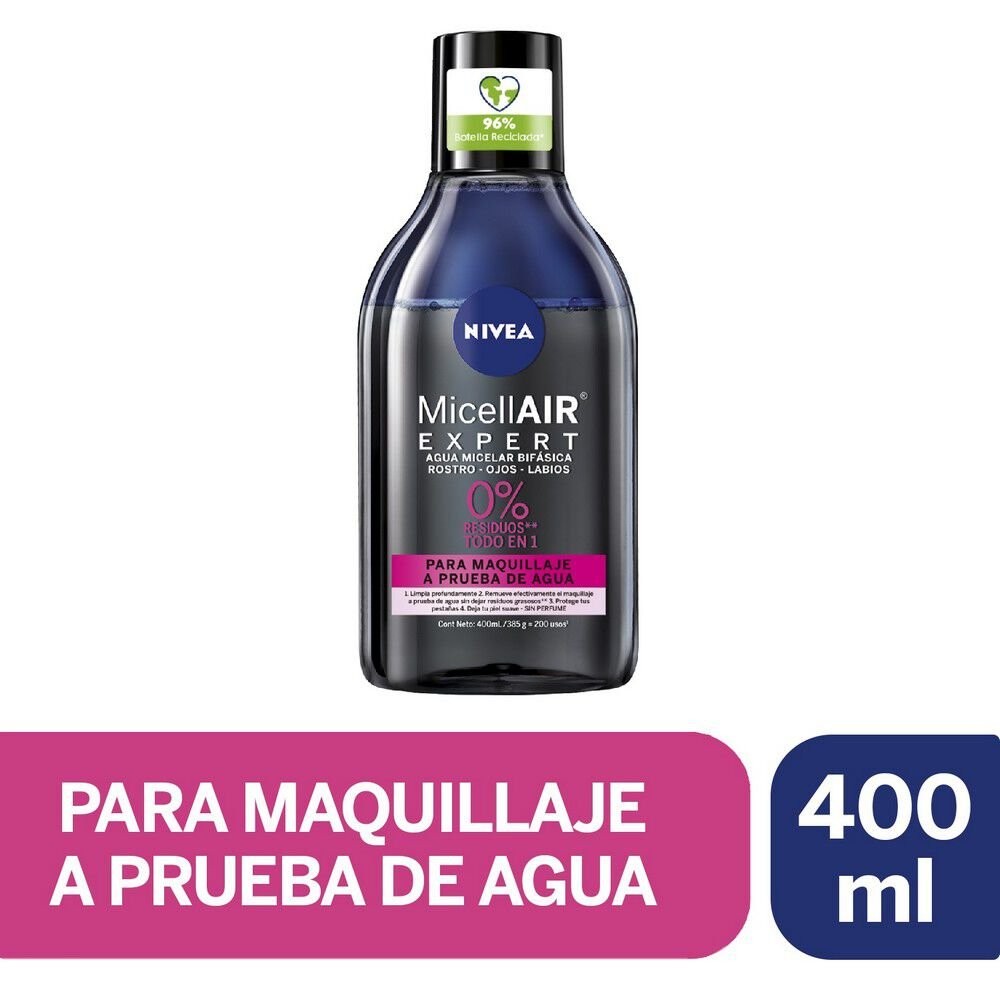 96%
Botella Reciclada*
NIVEA
MicellAIR®
EXPERT
AGUA MICELAR BIFÁSICA
ROSTRO - OJOS - LABIOS
0%
RESIDUOS**
TODO EN 1
PARA MAQUILLAJE
A PRUEBA DE AGUA
1. Limpia profundamente 2. Remueve efectivamente el maquillaje
a prueba de agua sin dejar residuos grasosos** 3. Protege tus
pestañas 4. Deja tu piel suave - SIN PERFUME
Cont Neto: 400mL/385 g = 200 usos¹
PARA MAQUILLAJE
A PRUEBA DE AGUA
400
ml